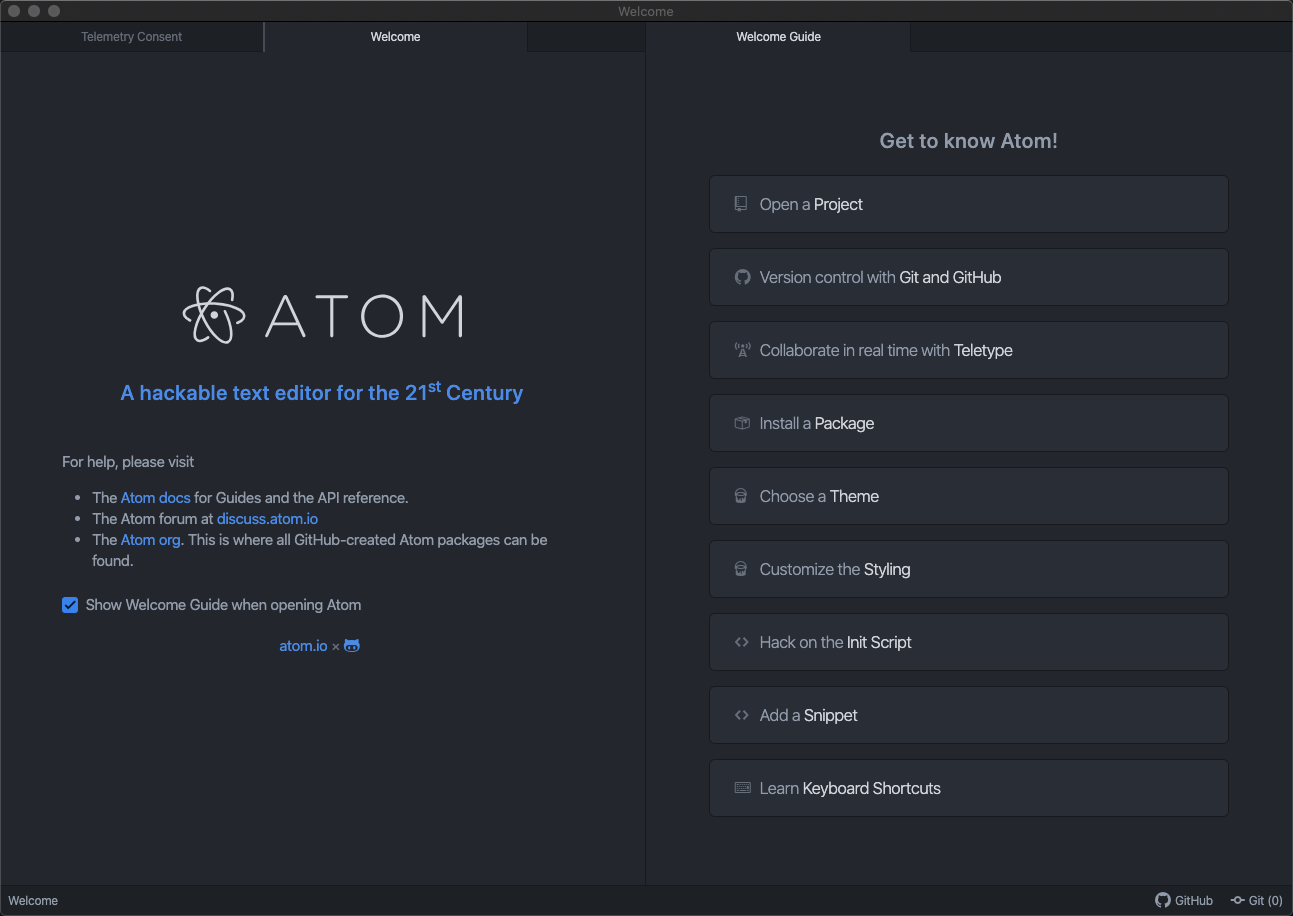 Welcome
Telemetry Consent
Welcome
Welcome Guide
ATOM
A hackable text editor for the 21st Century
For help, please visit
The Atom docs for Guides and the API reference.
The Atom forum at discuss.atom.io
The Atom org. This is where all GitHub-created Atom packages can be
found.
Show Welcome Guide when opening Atom
atom.io ×
Get to know Atom!
Open a Project
Version control with Git and GitHub
Collaborate in real time with Teletype
Install a Package
Choose a Theme
Customize the Styling
Hack on the Init Script
Add a Snippet
Learn Keyboard Shortcuts
Welcome
GitHub
Git (0)